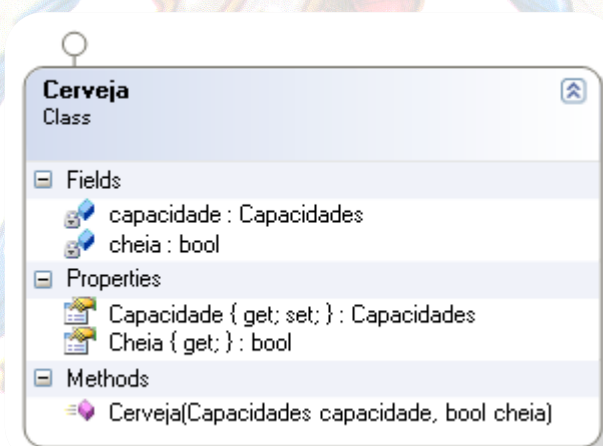 Cerveja
Class
Fields
capacidade : Capacidades
cheia : bool
Properties
Capacidade { get; set; } : Capacidades
Cheia { get; } : bool
Methods
Cerveja(Capacidades capacidade, bool cheia)